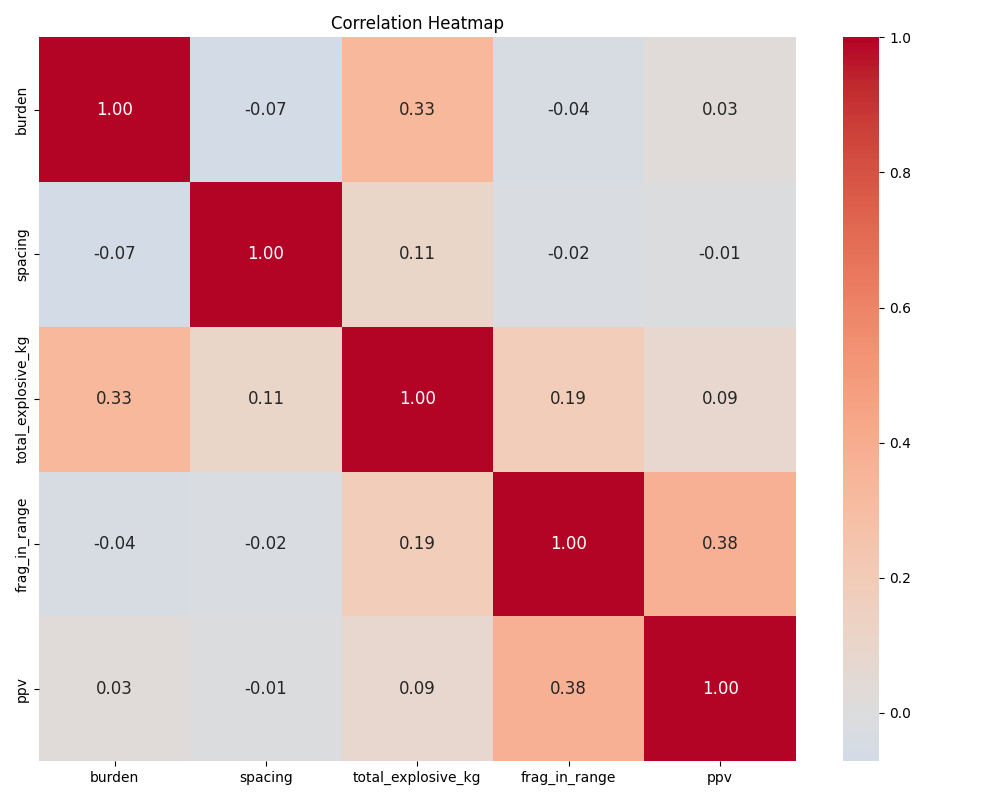 Correlation Heatmap
burden 1.00 -0.07 0.33 -0.04 0.03
spacing -0.07 1.00 0.11 -0.02 -0.01
total_explosive_kg 0.33 0.11 1.00 0.19 0.09
frag_in_range -0.04 -0.02 0.19 1.00 0.38
ppv 0.03 -0.01 0.09 0.38 1.00
burden spacing total_explosive_kg frag_in_range ppv
1.0
0.8
0.6
0.4
0.2
0.0